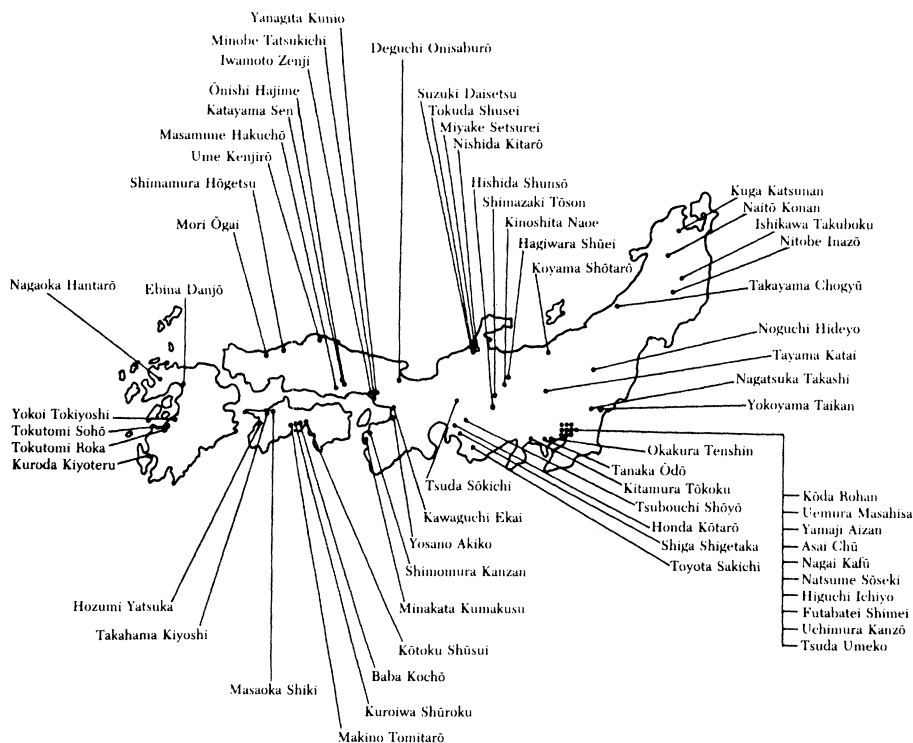 Yanagita Kunio
Minobe Tatsukichi
Iwamoto Zenji
Ōnishi Hajime
Katayama Sen
Masamune Hakuchō
Ume Kenjirō
Shimamura Hōgetsu
Mori Ōgai
Ebina Danjō
Nagaoka Hantarō
Deguchi Onisaburō
Suzuki Daisetsu
Tokuda Shusei
Miyake Setsurei
Nishida Kitarō
Hishida Shunsō
Shimazaki Tōson
Kinoshita Naoe
Hagiwara Shūei
Koyama Shōtarō
Kuga Katsunan
Naitō Konan
Ishikawa Takuboku
Nitobe Inazō
Takayama Chogyū
Noguchi Hideyo
Tayama Katai
Nagatsuka Takashi
Yokoyama Taikan
Yokoi Tokiyoshi
Tokutomi Sohō
Tokutomi Roka
Kuroda Kiyoteru
Okakura Tenshin
Tanaka Ōdō
Kitamura Tōkoku
Tsubouchi Shōyō
Honda Kōtarō
Shiga Shigetaka
Toyota Sakichi
Tsuda Sōkichi
Kawaguchi Ekai
Yosano Akiko
Shimomura Kanzan
Minakata Kumakusu
Kōtoku Shūsui
Baba Kochō
Kuroiwa Shūroku
Makino Tomitarō
Masaoka Shiki
Takahama Kiyoshi
Hozumi Yatsuka
Kōda Rohan
Uemura Masahisa
Yamaji Aizan
Asai Chū
Nagai Kafū
Natsume Sōseki
Higuchi Ichiyo
Futabatei Shimei
Uchimura Kanzō
Tsuda Umeko